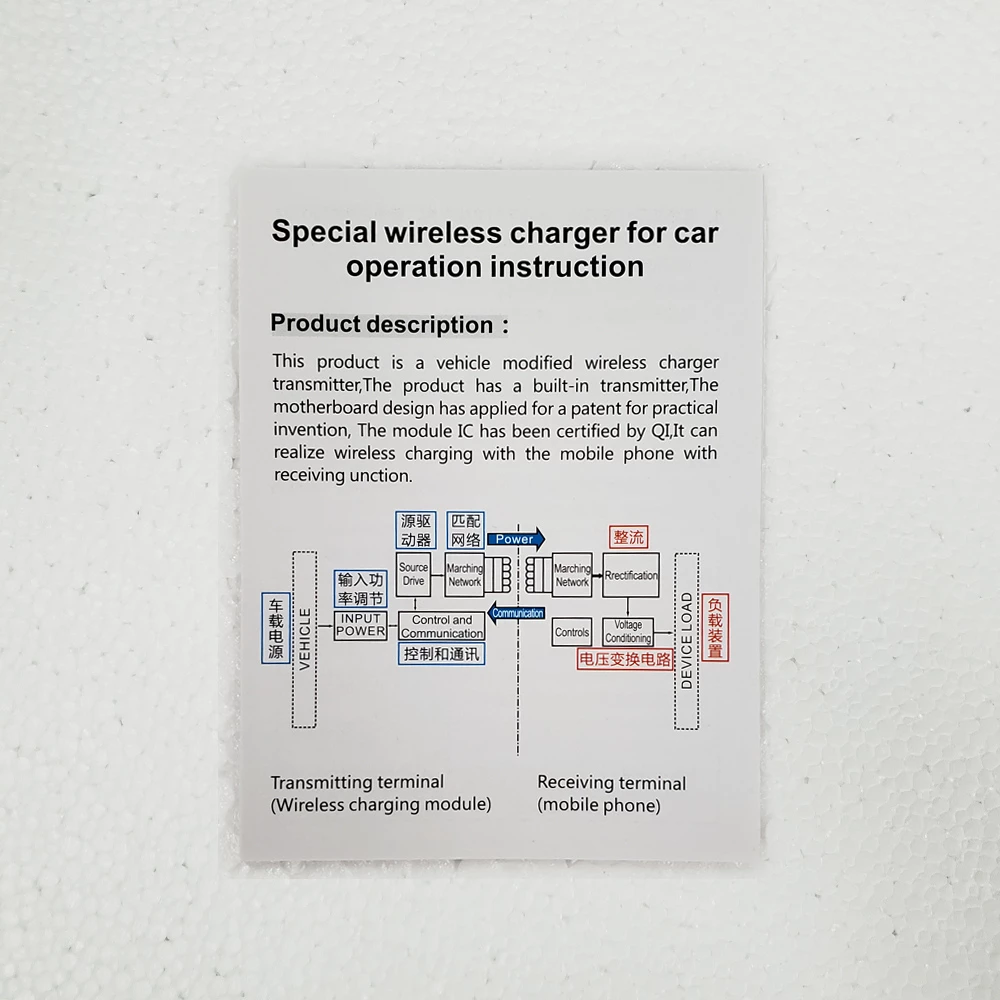 Special wireless charger for car
operation instruction
Product description：
This product is a vehicle modified wireless charger
transmitter,The product has a built-in transmitter,The
motherboard design has applied for a patent for practical
invention, The module IC has been certified by QI,It can
realize wireless charging with the mobile phone with
receiving unction.
源驱
动器
匹配
网络
Power
整流
Source
Drive
Marching
Network
Marching
Network
Rrectification
输入功
率调节
车载电源
VEHICLE
INPUT
POWER
Control and
Communication
Communication
控制和通讯
Controls
Voltage
Conditioning
电压变换电路
DEVICE LOAD
负载装置
Transmitting terminal
(Wireless charging module)
Receiving terminal
(mobile phone)